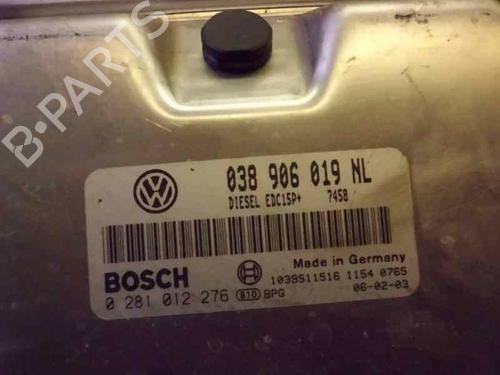 B-PARTS
038 906 019 NL
DIESEL EDC15P+ 7458
BOSCH
Made in Germany
1039S11516 1154 0765
0 281 012 276 810 BPG
06-02-03